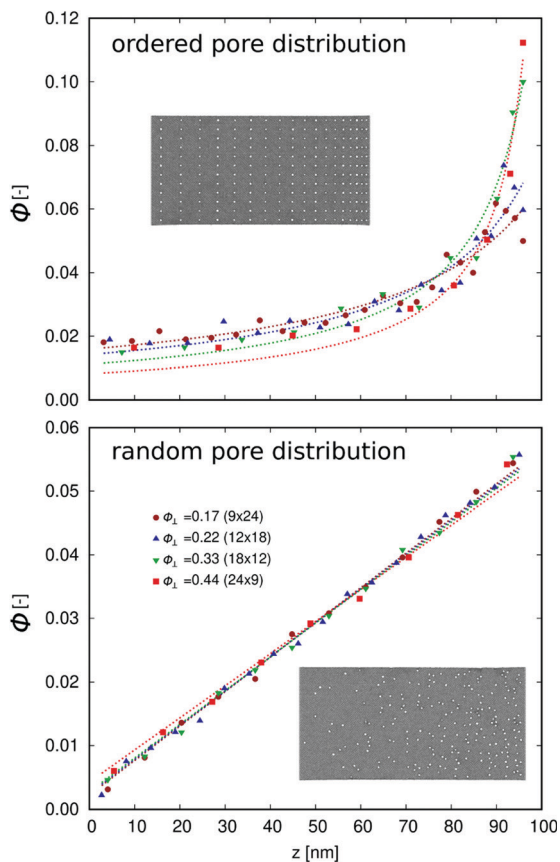 0.12
ordered pore distribution
0.10
0.08
Φ [-]
0.06
0.04
0.02
0.00
0.06
random pore distribution
0.05
Φ⊥ =0.17 (9x24)
Φ⊥ =0.22 (12x18)
0.04
Φ⊥ =0.33 (18x12)
Φ⊥ =0.44 (24x9)
Φ [-]
0.03
0.02
0.01
0.00
0 10 20 30 40 50 60 70 80 90 100
z [nm]